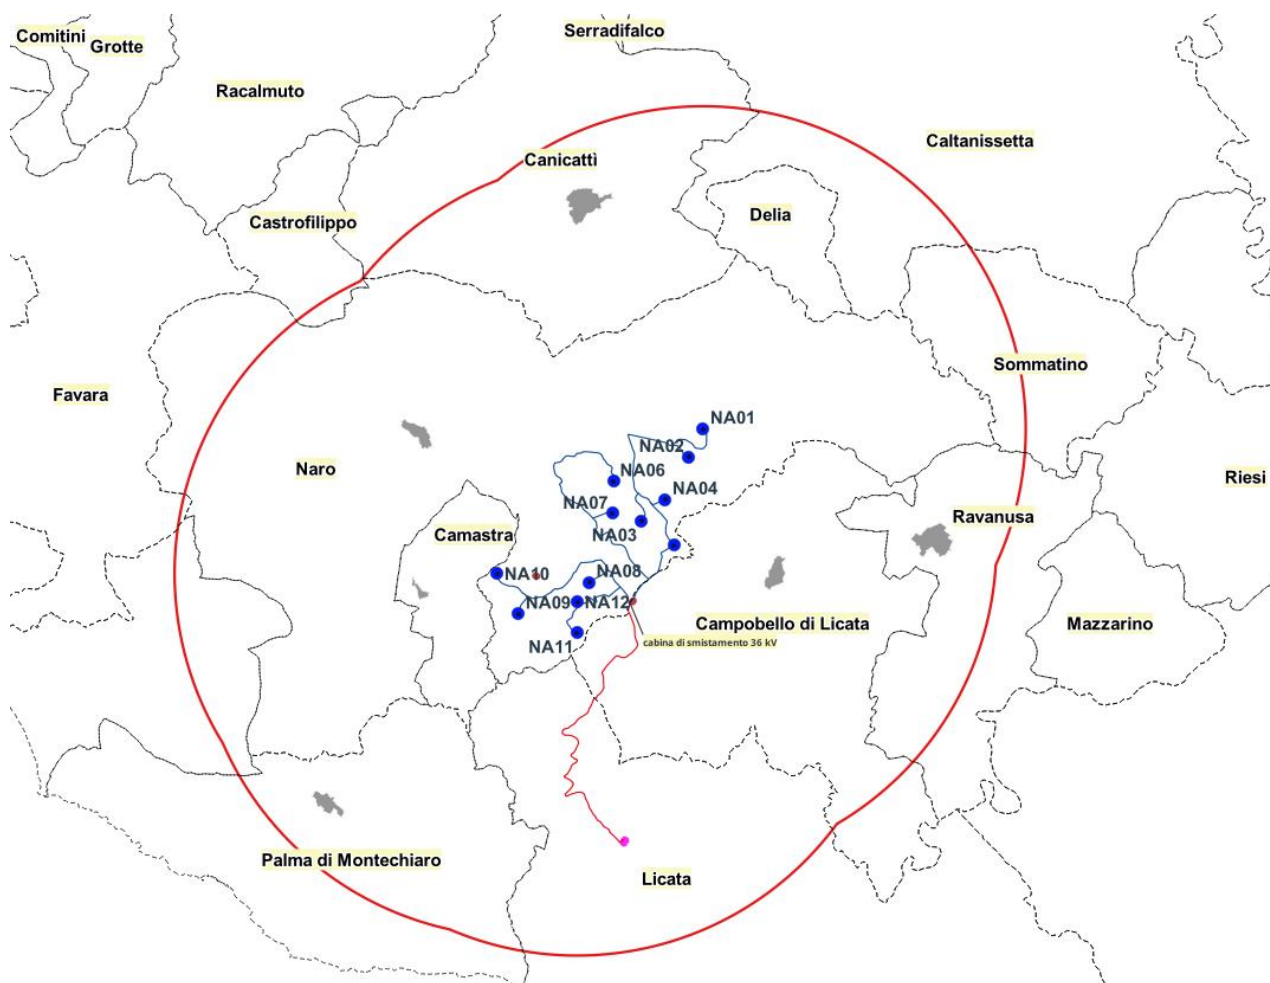 Comitini
Grotte
Serradifalco
Racalmuto
Caltanissetta
Canicattì
Castrofilippo
Delia
Sommatino
Favara
NA01
NA02
Naro
NA06
Riesi
NA04
NA07
Ravanusa
Camastra
NA03
NA10
NA08
NA09
NA12
Campobello di Licata
Mazzarino
cabina di smistamento 36 kV
NA11
Palma di Montechiaro
Licata